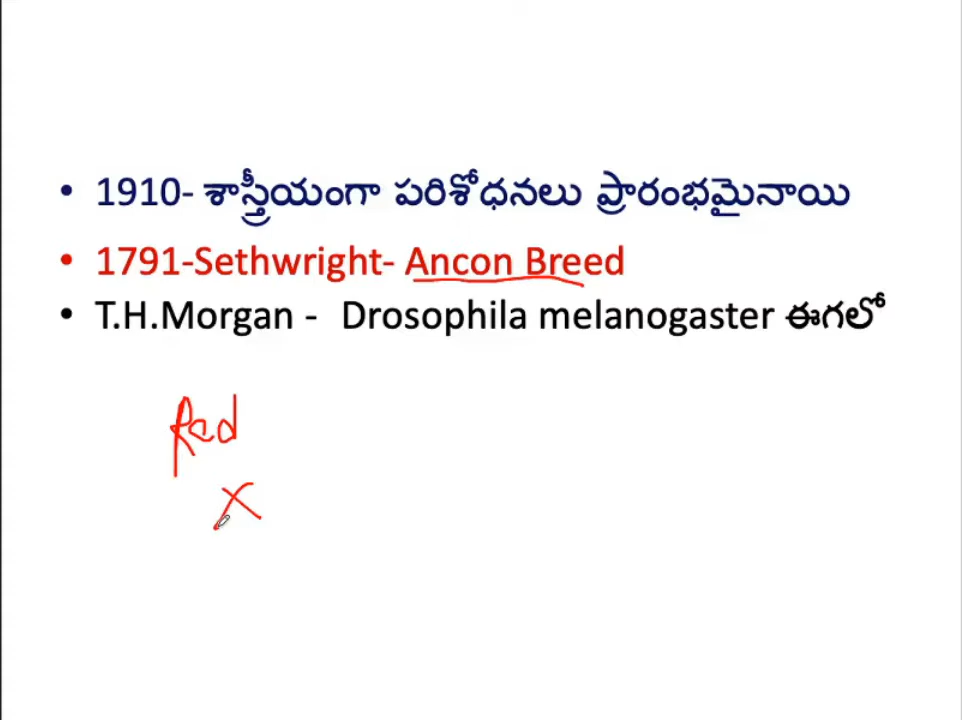 • 1910- శాస్త్రీయంగా పరిశోధనలు ప్రారంభమైనాయి
• 1791-Sethwright- Ancon Breed
• T.H.Morgan - Drosophila melanogaster ఈగలో
Red
X